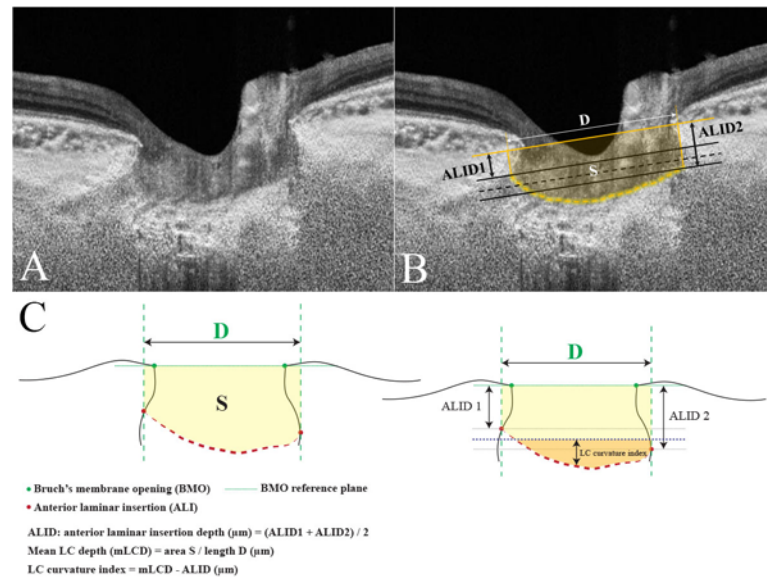 A
B
D
S
ALID1
ALID2
C
D
S
D
ALID 1
ALID 2
LC curvature index
Bruch's membrane opening (BMO)
BMO reference plane
Anterior laminar insertion (ALI)
ALID: anterior laminar insertion depth (µm) = (ALID1 + ALID2) / 2
Mean LC depth (mLCD) = area S / length D (µm)
LC curvature index = mLCD - ALID (µm)